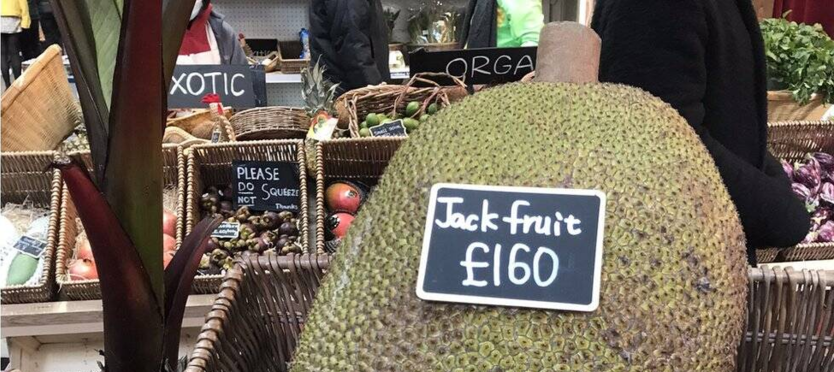 XOTIC
ORGA
PLEASE
DO SQUEEZE
NOT
Thanks
Jack fruit
£160